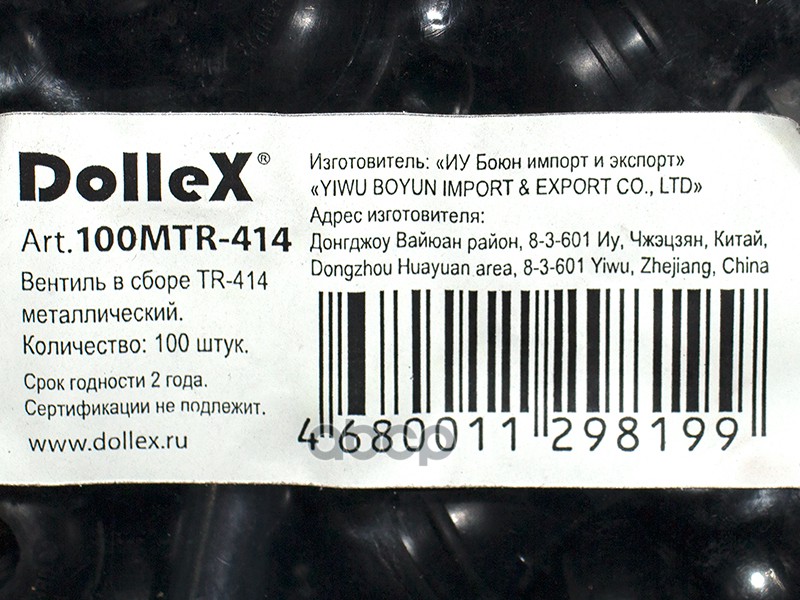 DolleX®
Art.100MTR-414
Вентиль в сборе TR-414
металлический.
Количество: 100 штук.
Срок годности 2 года.
Сертификации не подлежит.
www.dollex.ru
Изготовитель: «ИУ Боюн импорт и экспорт»
«YIWU BOYUN IMPORT & EXPORT CO., LTD»
Адрес изготовителя:
Донгджоу Вайюан район, 8-3-601 Иу, Чжэцзян, Китай,
Dongzhou Huayuan area, 8-3-601 Yiwu, Zhejiang, China
4 680011 298199